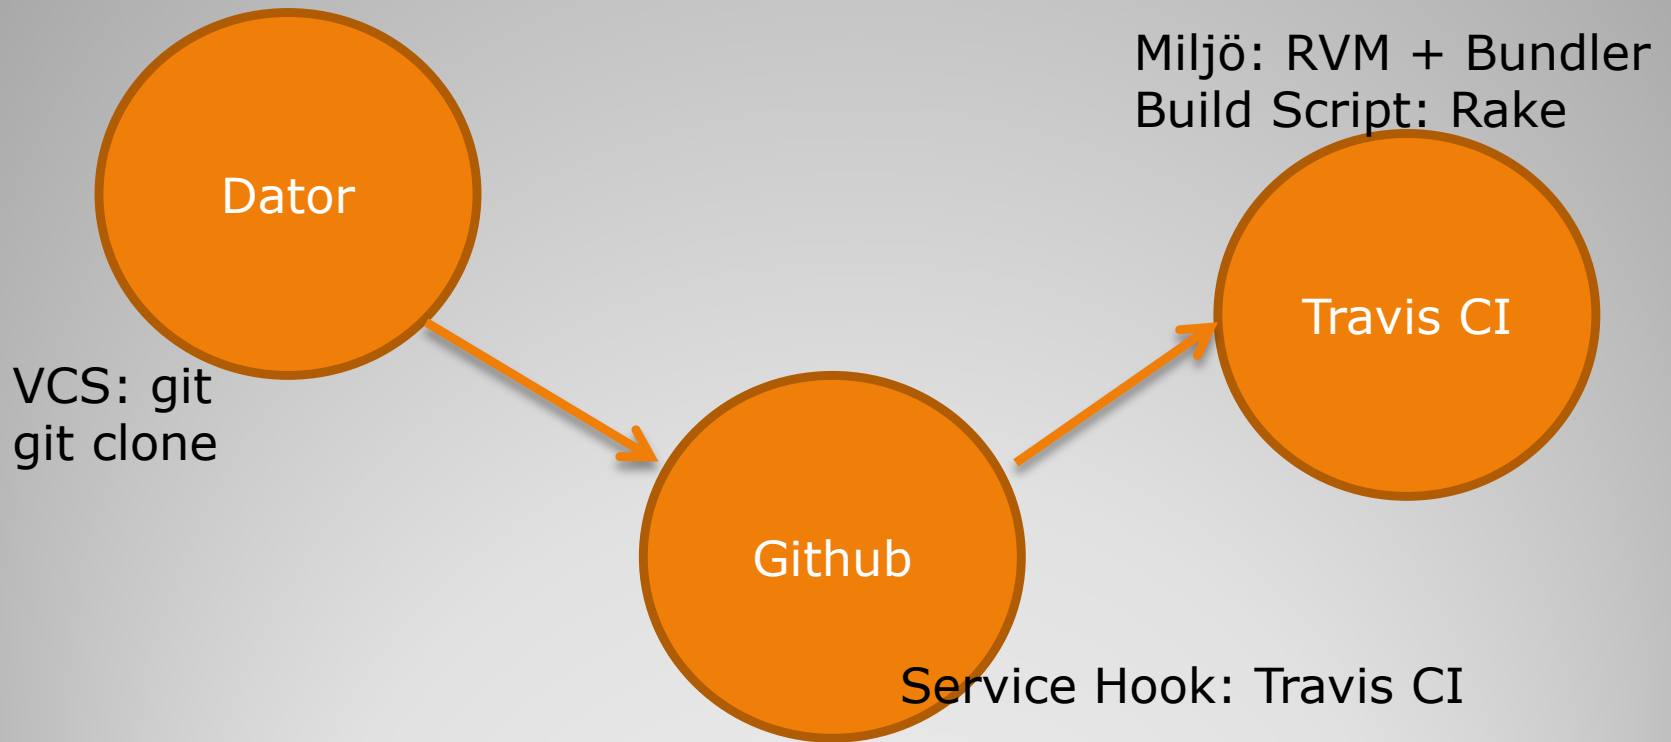 Miljö: RVM + Bundler
Build Script: Rake
Dator
Travis CI
VCS: git
git clone
Github
Service Hook: Travis CI